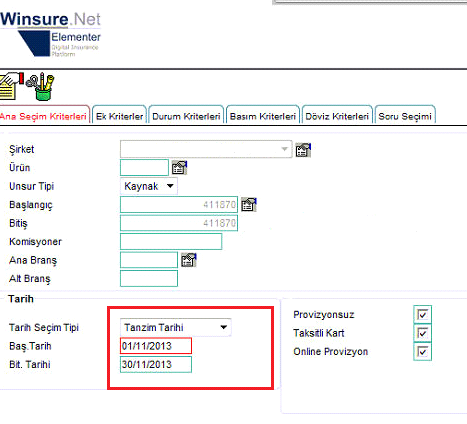 Winsure.Net
Elementer
Digital Insurance
Platform
Ana Seçim Kriterleri Ek Kriterler Durum Kriterleri Basım Kriterleri Döviz Kriterleri Soru Seçimi
Şirket
Ürün
Unsur Tipi Kaynak
Başlangıç 411870
Bitiş 411870
Komisyoner
Ana Branş
Alt Branş
Tarih
Tarih Seçim Tipi Tanzim Tarihi
Baş.Tarih 01/11/2013
Bit. Tarihi 30/11/2013
Provizyonsuz
Taksitli Kart
Online Provizyon